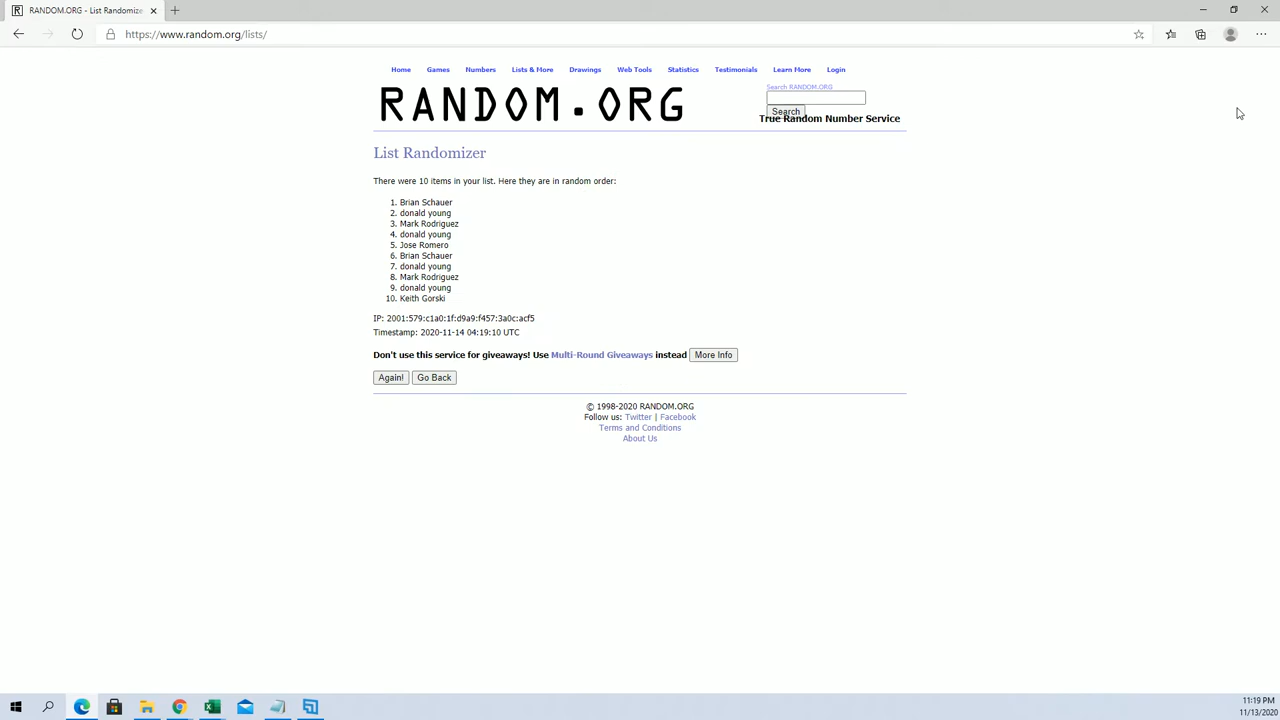 RANDOM.ORG - List Randomize
https://www.random.org/lists/
Home Games Numbers Lists & More Drawings Web Tools Statistics Testimonials Learn More Login
RANDOM.ORG
Search RANDOM.ORG
Search
True Random Number Service
List Randomizer
There were 10 items in your list. Here they are in random order:
1. Brian Schauer
2. donald young
3. Mark Rodriguez
4. donald young
5. Jose Romero
6. Brian Schauer
7. donald young
8. Mark Rodriguez
9. donald young
10. Keith Gorski
IP: 2001:579:c1a0:1f:d9a9:f457:3a0c:acf5
Timestamp: 2020-11-14 04:19:10 UTC
Don't use this service for giveaways! Use Multi-Round Giveaways instead More Info
Again! Go Back
© 1998-2020 RANDOM.ORG
Follow us: Twitter | Facebook
Terms and Conditions
About Us
11:19 PM
11/13/2020